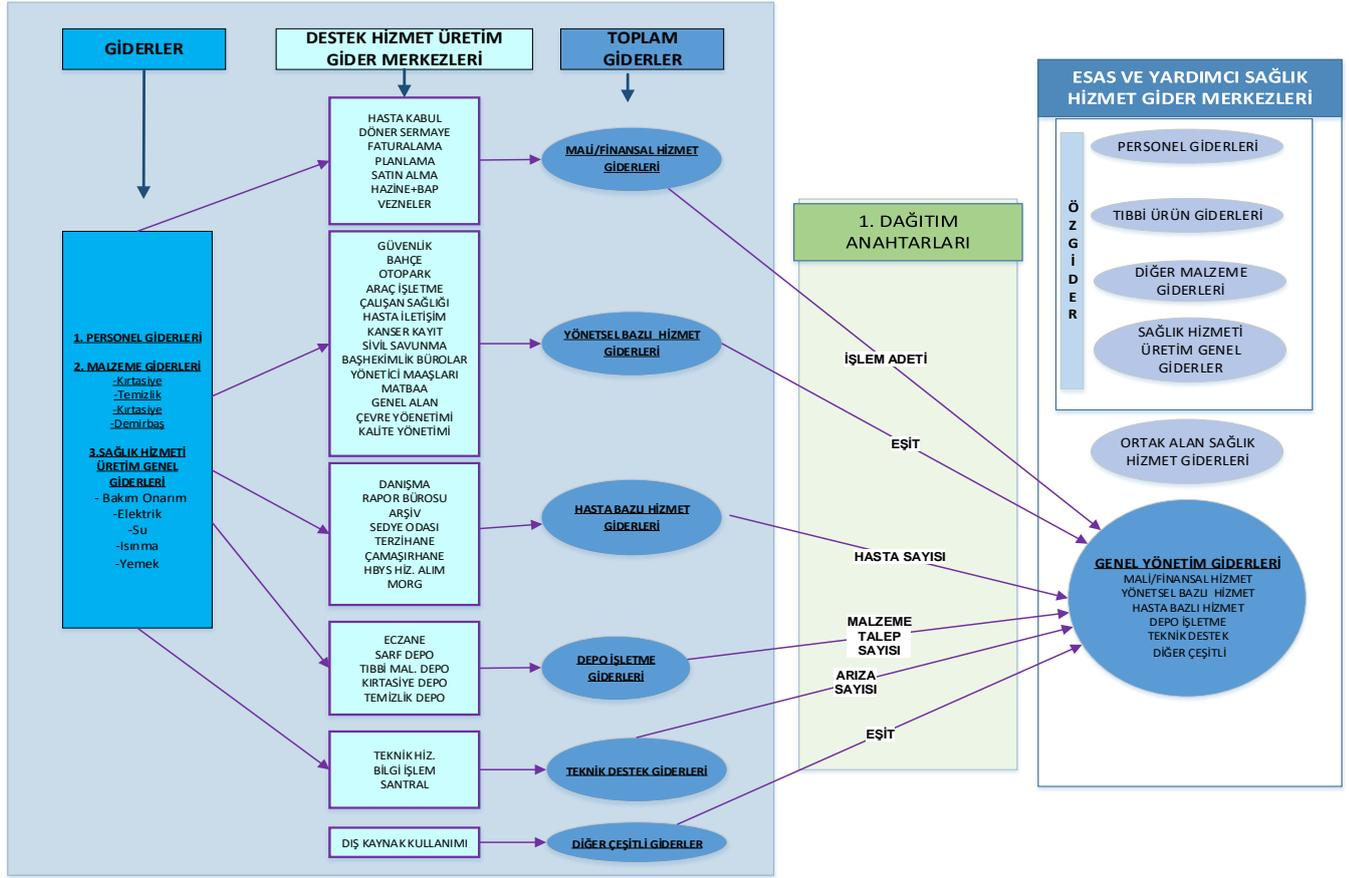 GİDERLER
DESTEK HİZMET ÜRETİM
GİDER MERKEZLERİ
TOPLAM
GİDERLER
1. PERSONEL GİDERLERİ
2. MALZEME GİDERLERİ
-Kırtasiye
-Temizlik
-Kırtasiye
-Demirbaş
3.SAĞLIK HİZMETİ
ÜRETİM GENEL
GİDERLERİ
- Bakım Onarım
-Elektrik
-Su
-Isınma
-Yemek
HASTA KABUL
DÖNER SERMAYE
FATURALAMA
PLANLAMA
SATIN ALMA
HAZİNE+BAP
VEZNELER
GÜVENLİK
BAHÇE
OTOPARK
ARAÇ İŞLETME
ÇALIŞAN SAĞLIĞI
HASTA İLETİŞİM
KANSER KAYIT
SİVİL SAVUNMA
BAŞHEKİMLİK BÜROLAR
YÖNETİCİ MAAŞLARI
MATBAA
GENEL ALAN
ÇEVRE YÖENETİMİ
KALİTE YÖNETİMİ
DANIŞMA
RAPOR BÜROSU
ARŞİV
SEDYE ODASI
TERZİHANE
ÇAMAŞIRHANE
HBYS HİZ. ALIM
MORG
ECZANE
SARF DEPO
TIBBİ MAL. DEPO
KIRTASİYE DEPO
TEMİZLİK DEPO
TEKNİK HİZ.
BİLGİ İŞLEM
SANTRAL
DIŞ KAYNAK KULLANIMI
MALİ/FİNANSAL HİZMET
GİDERLERİ
YÖNETSEL BAZLI HİZMET
GİDERLERİ
HASTA BAZLI HİZMET
GİDERLERİ
DEPO İŞLETME
GİDERLERİ
TEKNİK DESTEK GİDERLERİ
DİĞER ÇEŞİTLİ GİDERLER
1. DAĞITIM
ANAHTARLARI
İŞLEM ADETİ
EŞİT
HASTA SAYISI
MALZEME
TALEP
SAYISI
ARIZA
SAYISI
EŞİT
ESAS VE YARDIMCI SAĞLIK
HİZMET GİDER MERKEZLERİ
Ö
Z
G
İ
D
E
R
PERSONEL GİDERLERİ
TIBBİ ÜRÜN GİDERLERİ
DİĞER MALZEME
GİDERLERİ
SAĞLIK HİZMETİ
ÜRETİM GENEL
GİDERLER
ORTAK ALAN SAĞLIK
HİZMET GİDERLERİ
GENEL YÖNETİM GİDERLERİ
MALİ/FİNANSAL HİZMET
YÖNETSEL BAZLI HİZMET
HASTA BAZLI HİZMET
DEPO İŞLETME
TEKNİK DESTEK
DİĞER ÇEŞİTLİ